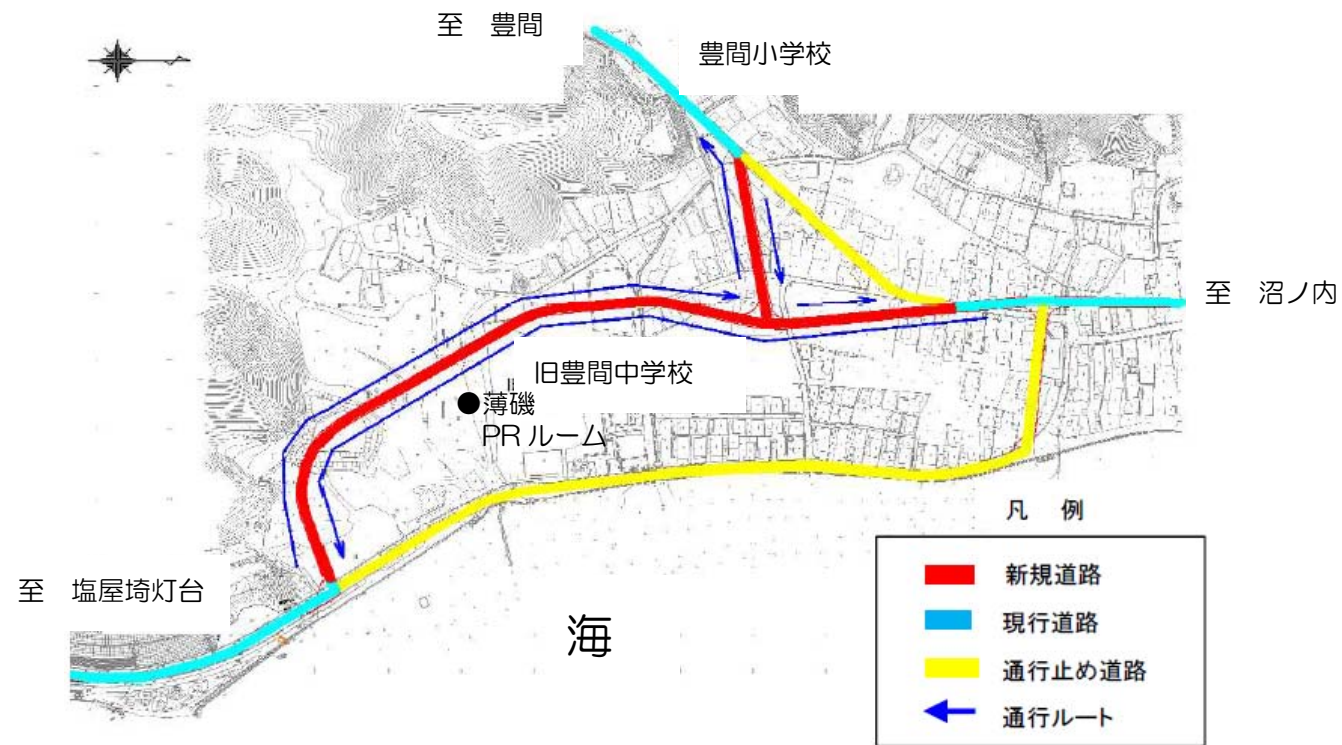 至　豊間
豊間小学校
至　沼ノ内
旧豊間中学校
●薄磯
PRルーム
至　塩屋埼灯台
海
凡　例
新規道路
現行道路
通行止め道路
通行ルート